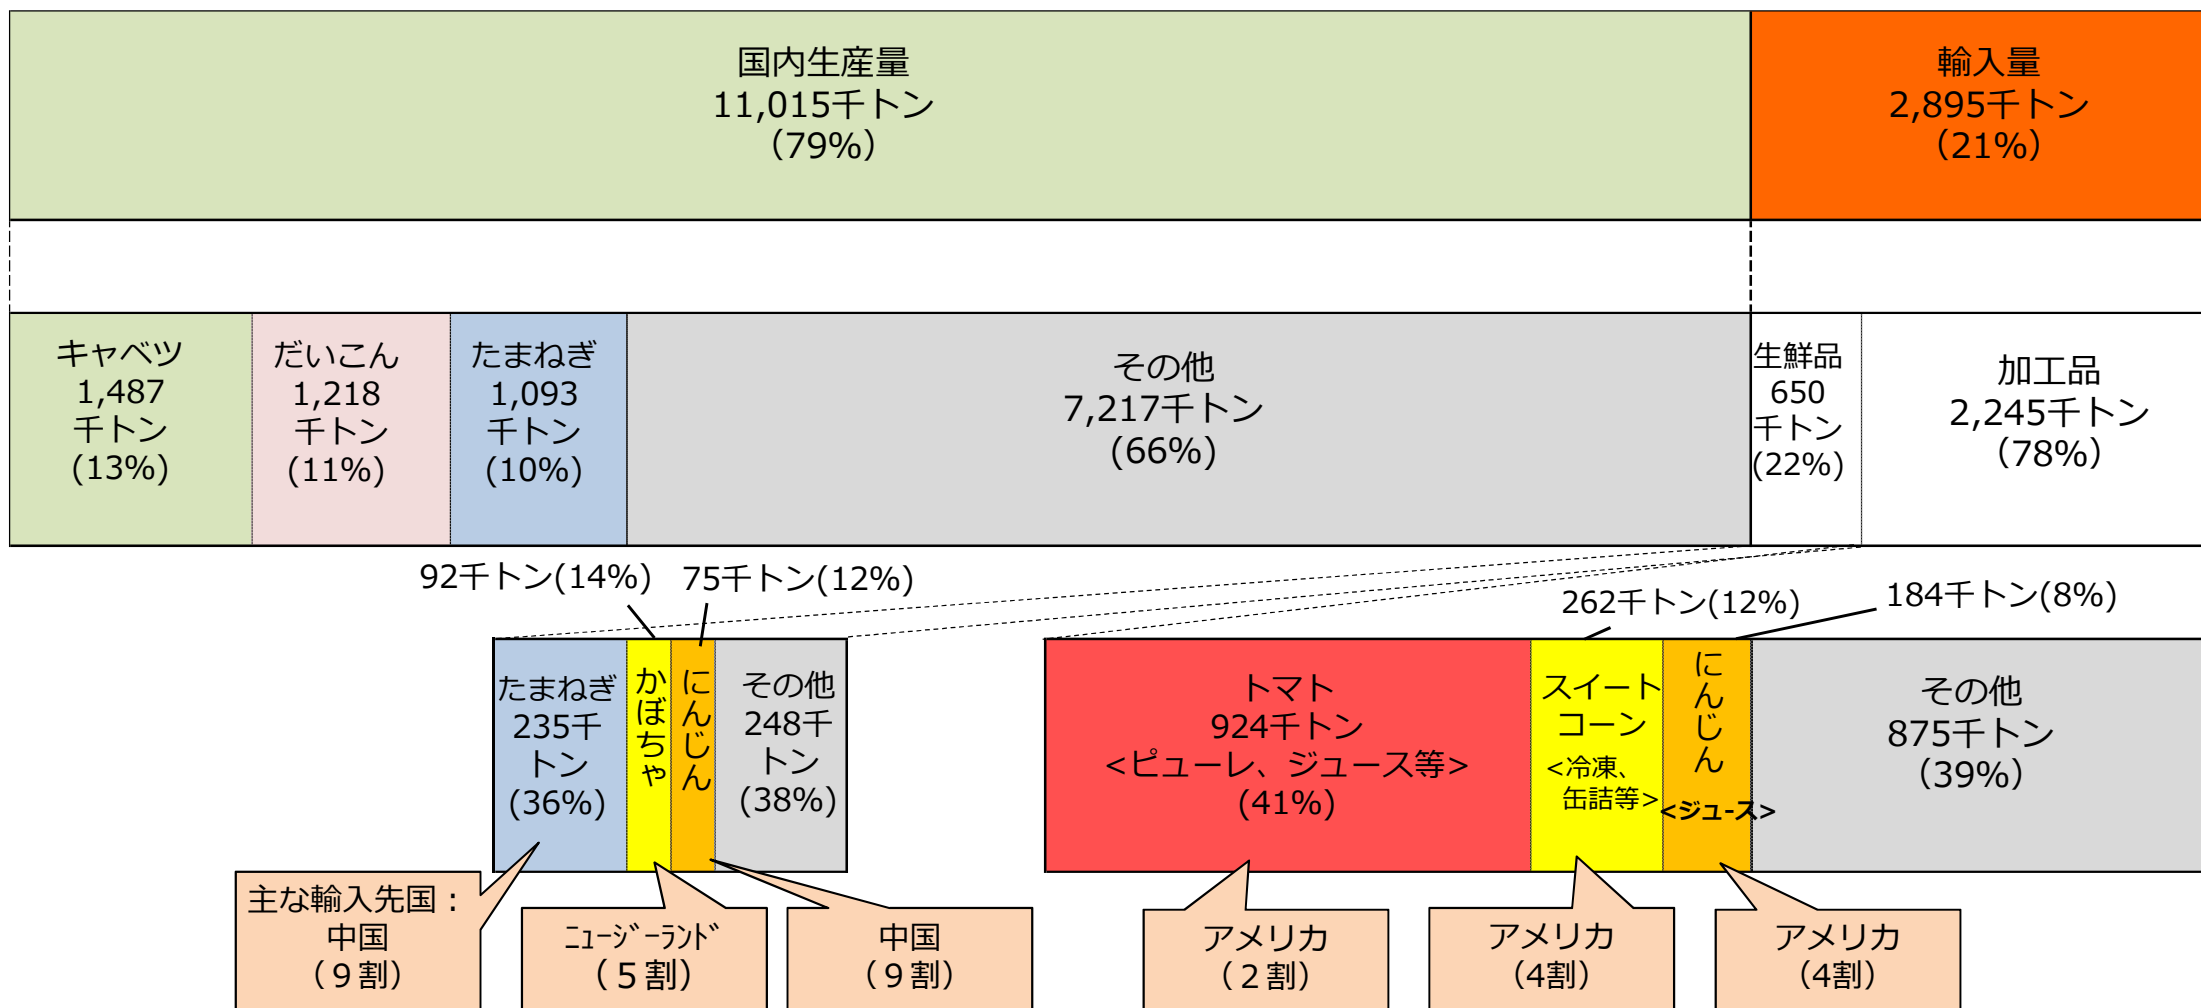 国内生産量
11,015千トン
（79%）
輸入量
2,895千トン
（21%）
キャベツ
1,487
千トン
(13%)
だいこん
1,218
千トン
(11%)
たまねぎ
1,093
千トン
(10%)
その他
7,217千トン
(66%)
生鮮品
650
千トン
(22%)
加工品
2,245千トン
（78%）
92千トン(14%)
75千トン(12%)
262千トン(12%)
184千トン(8%)
たまねぎ
235千
トン
(36%)
かぼちゃ
にんじん
その他
248千
トン
(38%)
トマト
924千トン
<ピューレ、ジュース等>
(41%)
スイート
コーン
<冷凍、
缶詰等>
にんじん
<ジュース>
その他
875千トン
（39%）
主な輸入先国：
中国
（９割）
ﾆｭｰｼﾞｰﾗﾝﾄﾞ
（５割）
中国
（９割）
アメリカ
（２割）
アメリカ
（4割）
アメリカ
（4割）